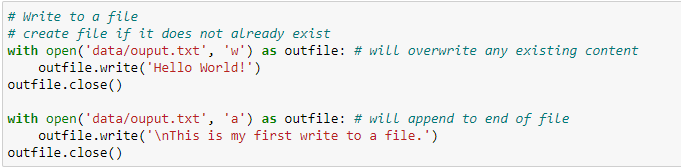 # Write to a file
# create file if it does not already exist
with open('data/ouput.txt', 'w') as outfile: # will overwrite any existing content
    outfile.write('Hello World!')
outfile.close()

with open('data/ouput.txt', 'a') as outfile: # will append to end of file
    outfile.write('\nThis is my first write to a file.')
outfile.close()